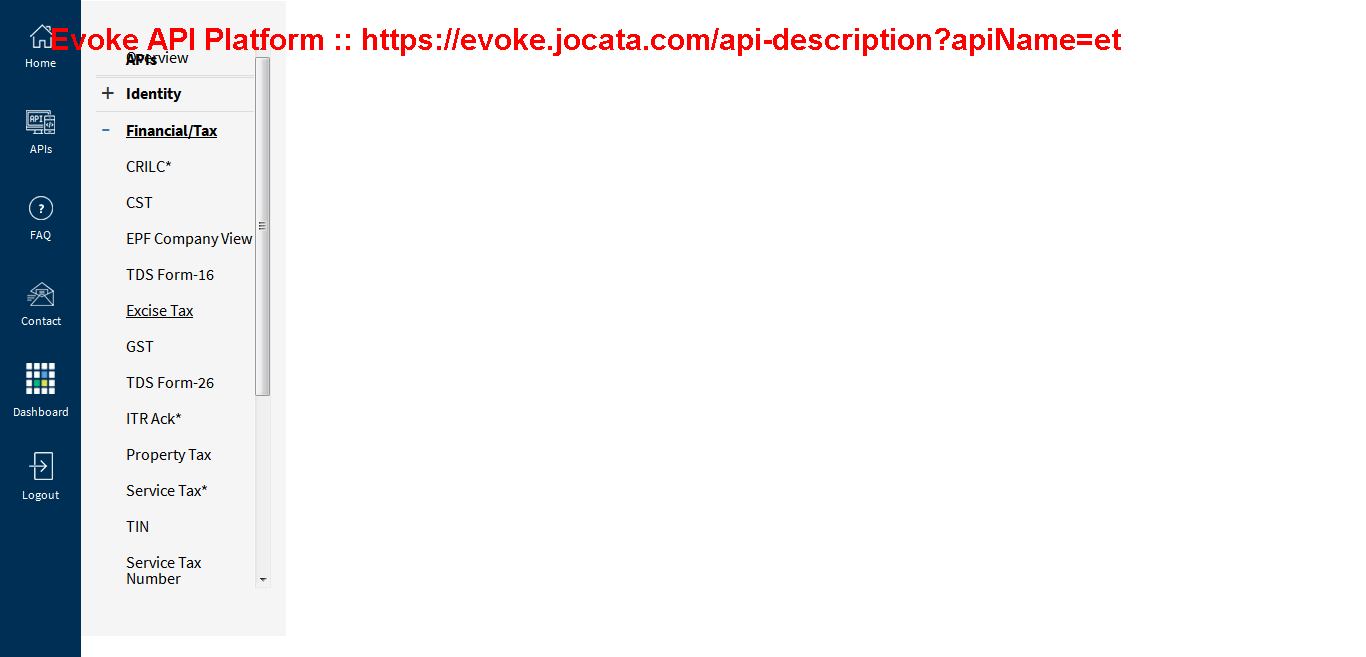 Evoke API Platform :: https://evoke.jocata.com/api-description?apiName=et
Home
APIs
FAQ
Contact
Dashboard
Logout
APIs
Overview
+ Identity
− Financial/Tax
CRILC*
CST
EPF Company View
TDS Form-16
Excise Tax
GST
TDS Form-26
ITR Ack*
Property Tax
Service Tax*
TIN
Service Tax
Number